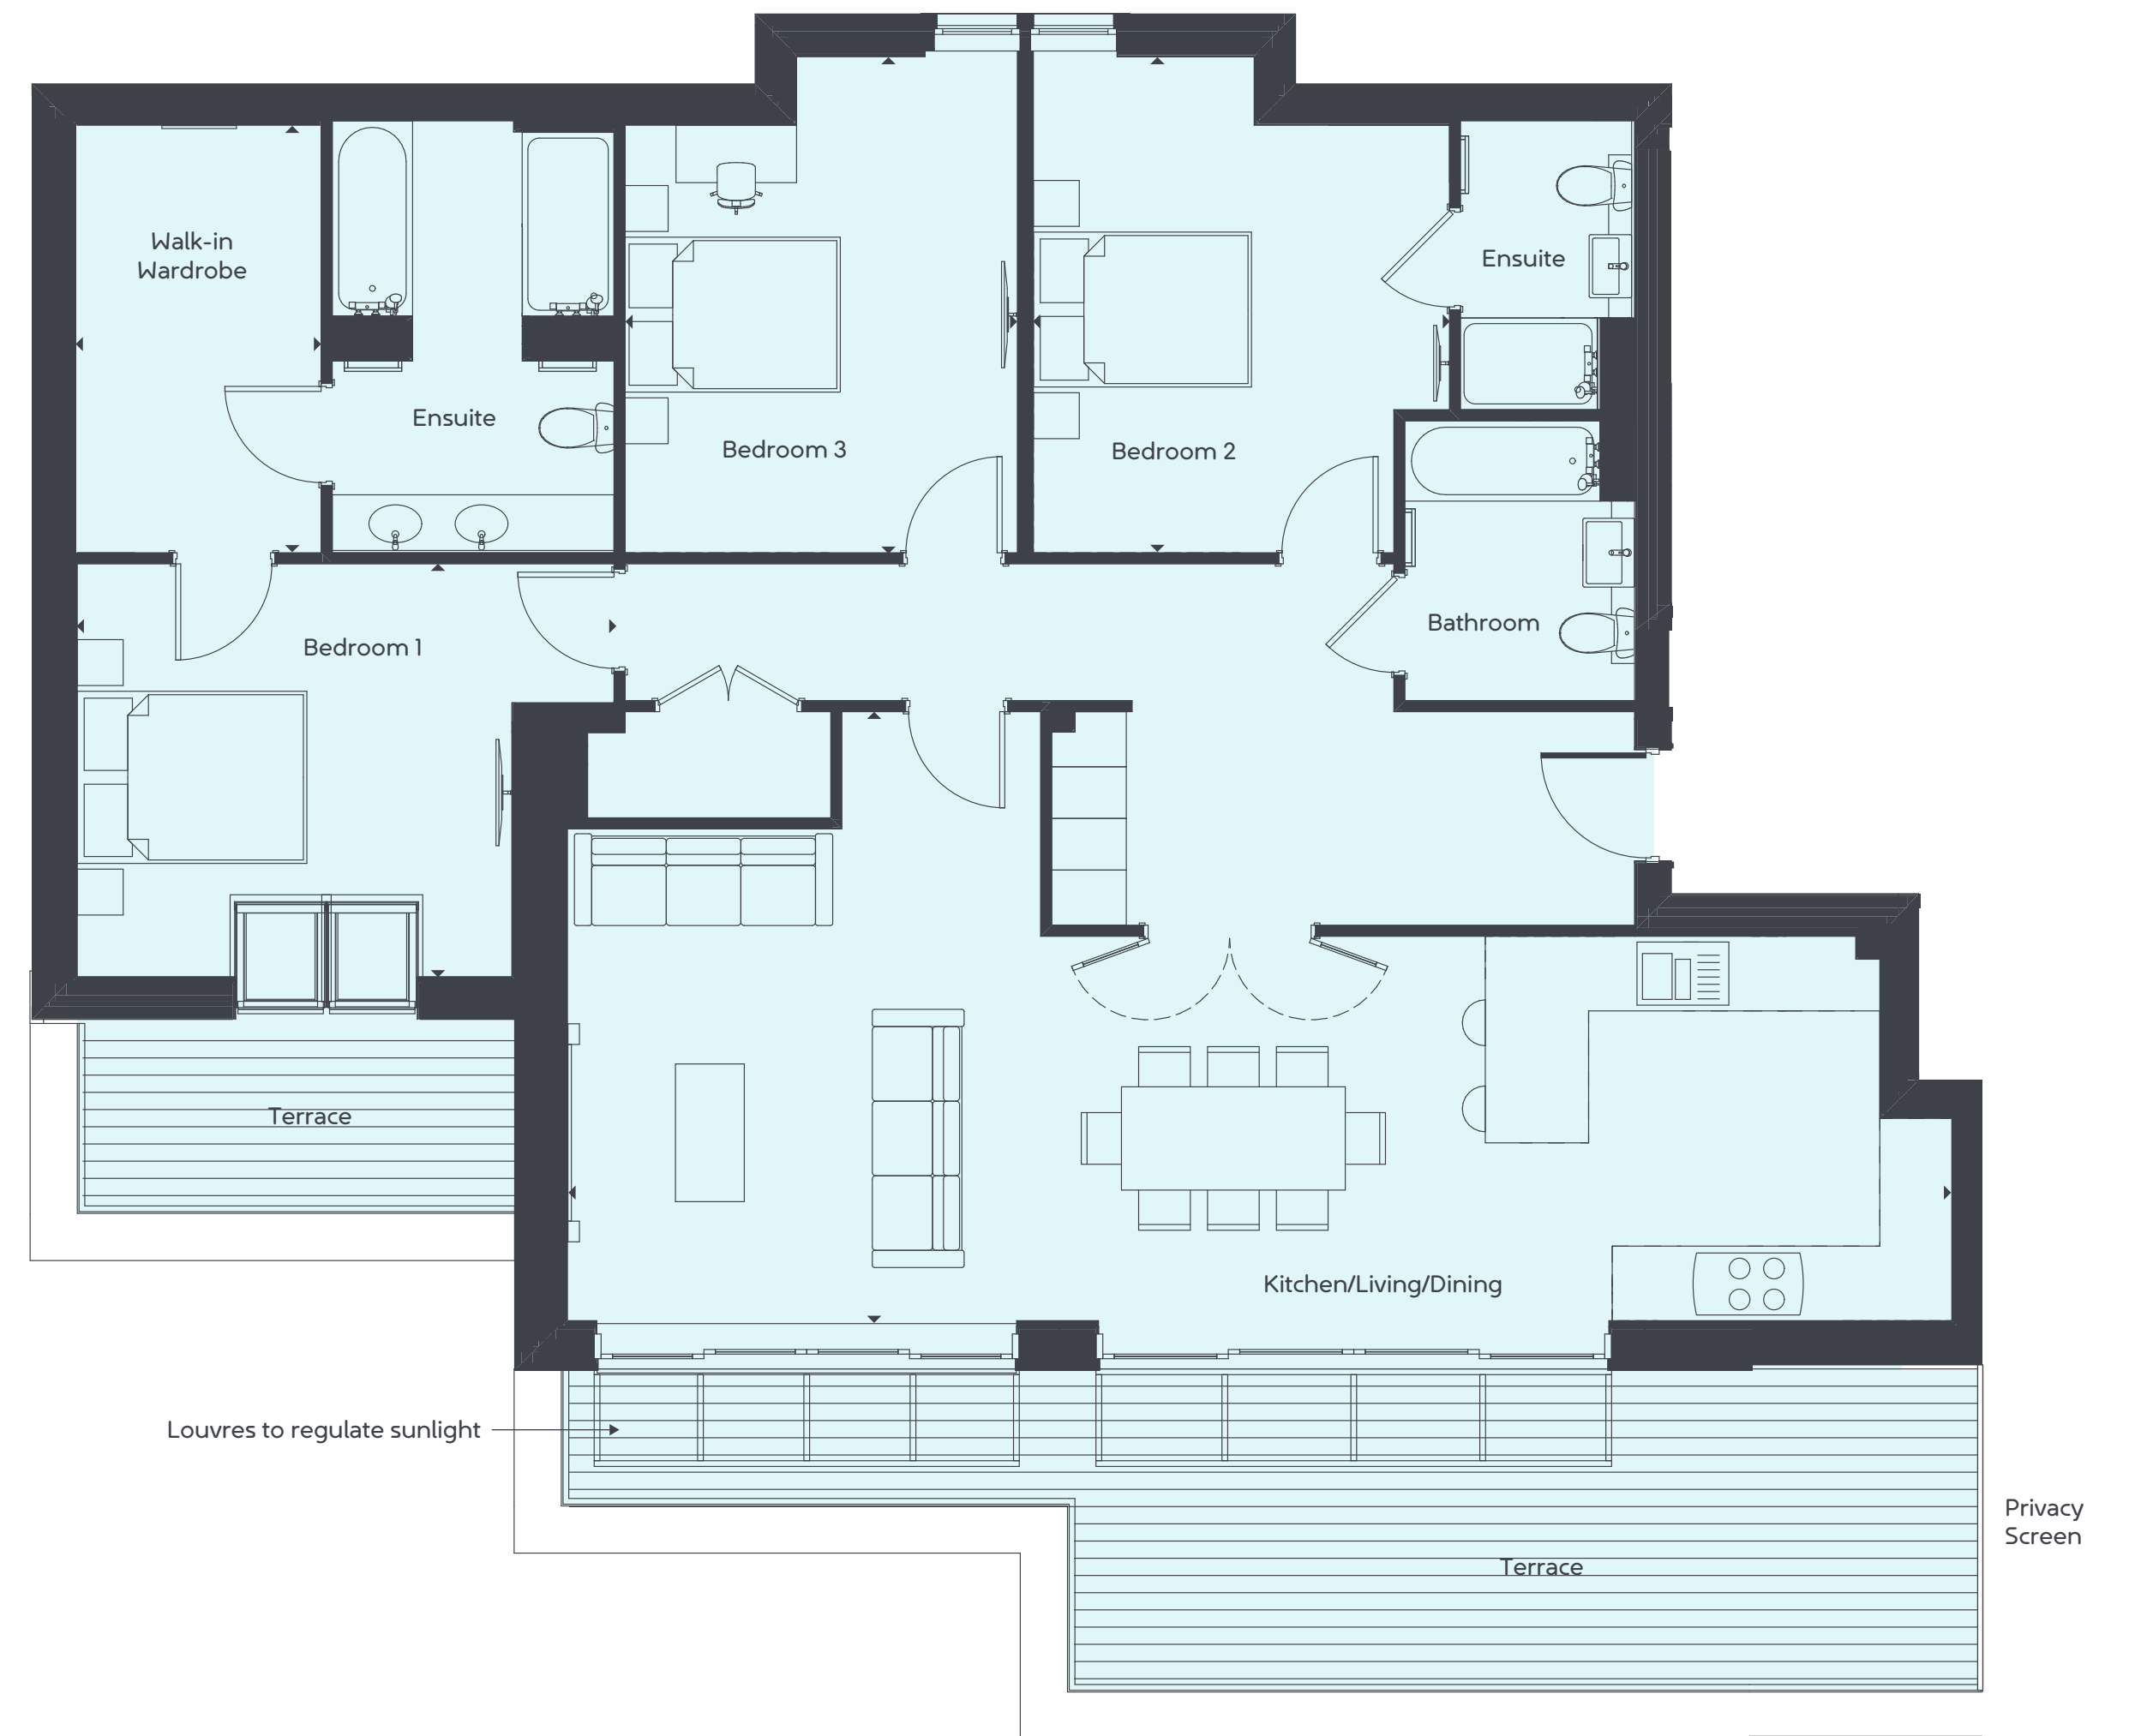 Walk-in
Wardrobe
Ensuite
Ensuite
Bedroom 3
Bedroom 2
Bathroom
Bedroom 1
Terrace
Kitchen/Living/Dining
Louvres to regulate sunlight
Privacy
Screen
Terrace